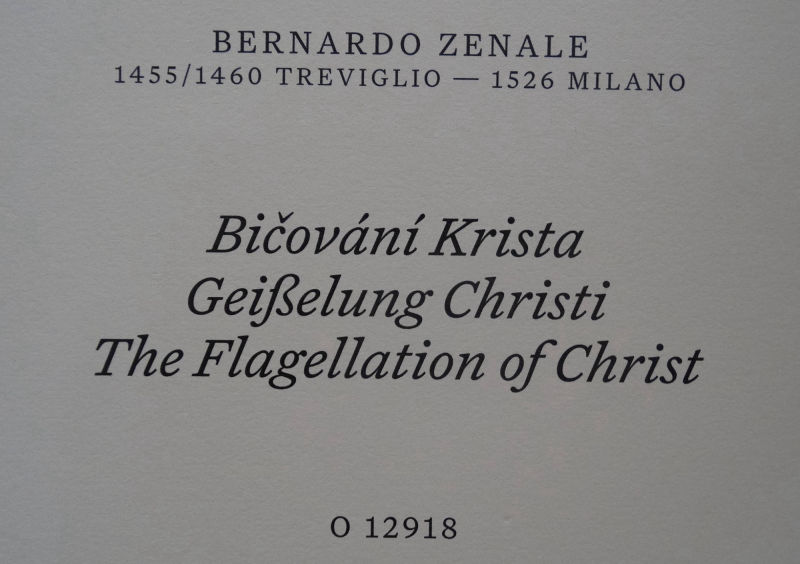 BERNARDO ZENALE
1455/1460 TREVIGLIO — 1526 MILANO
Bičování Krista
Geißelung Christi
The Flagellation of Christ
O 12918